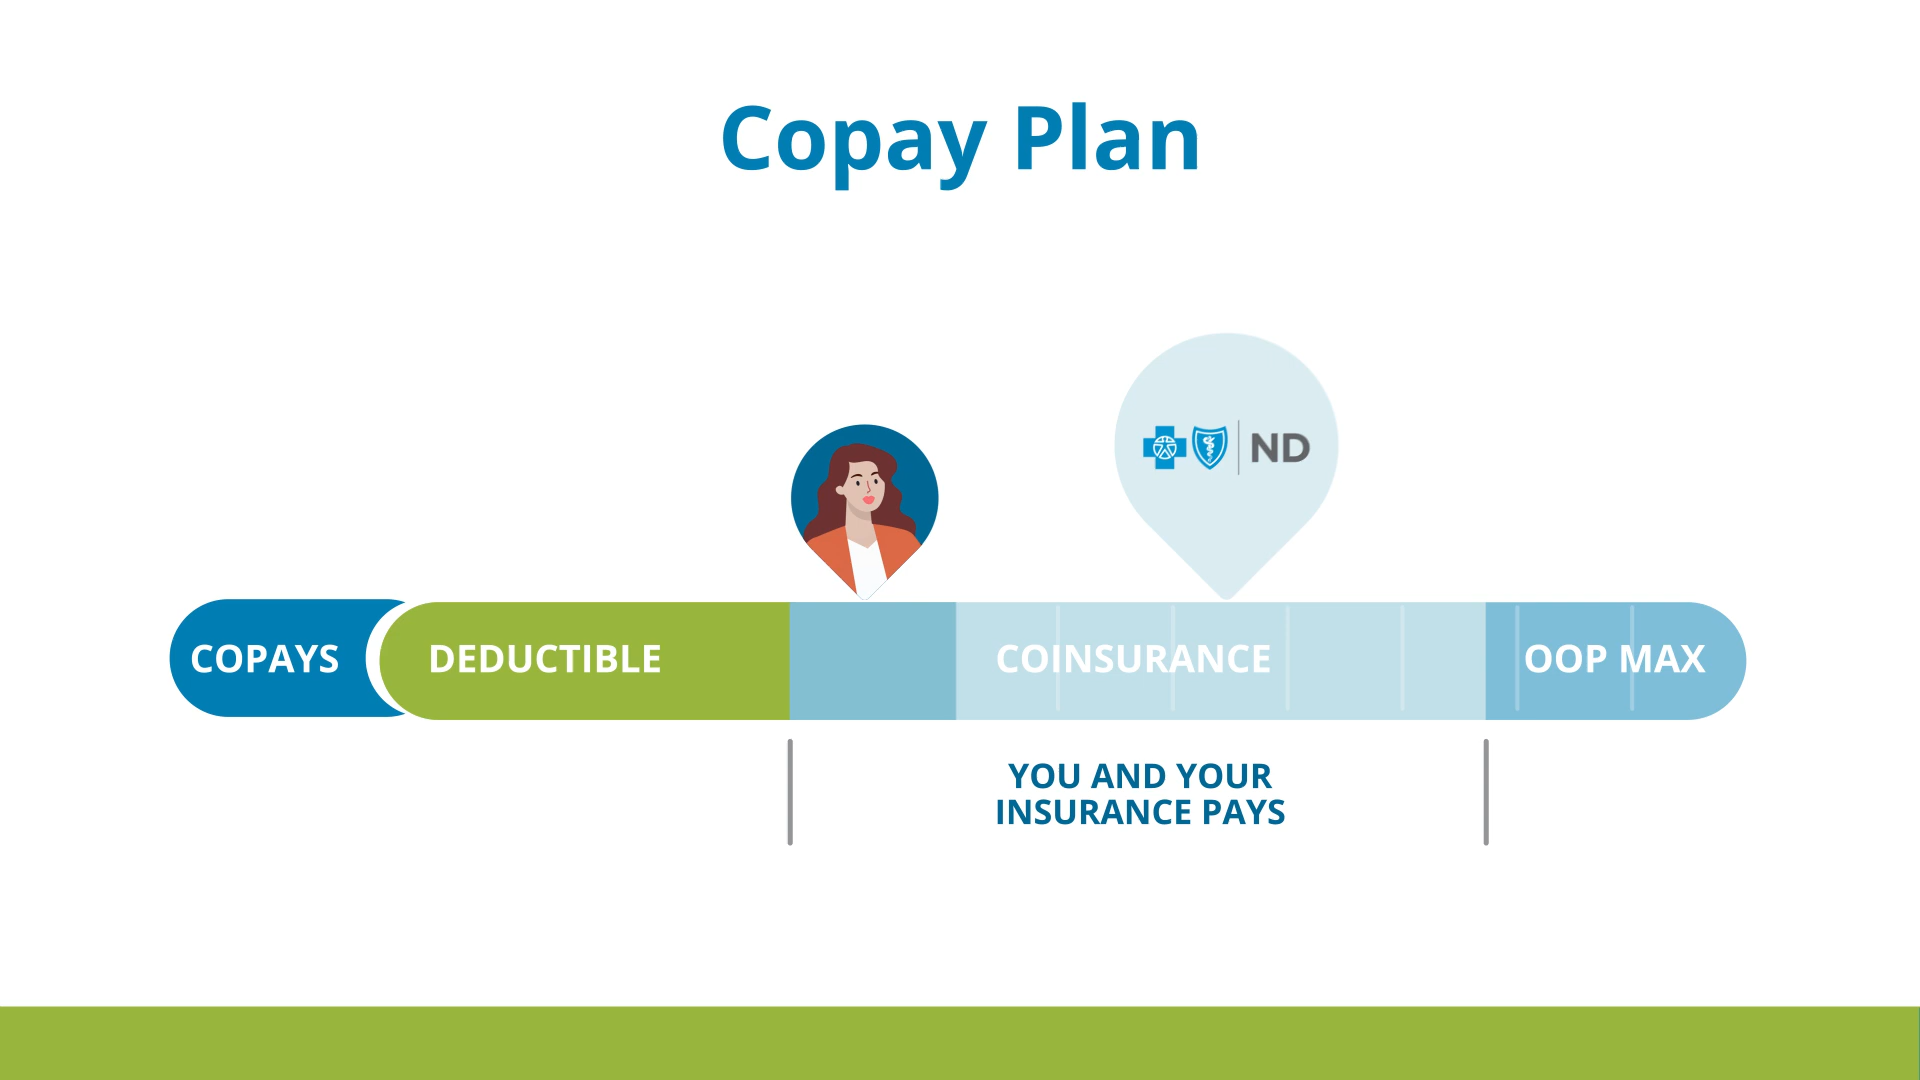 Copay Plan
ND
COPAYS
DEDUCTIBLE
COINSURANCE
OOP MAX
YOU AND YOUR
INSURANCE PAYS